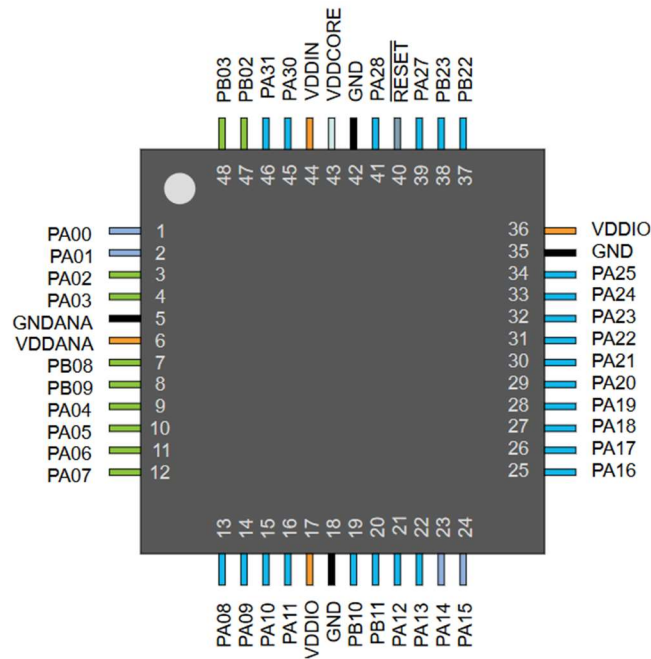 PB03 PB02 PA31 PA30 VDDIN VDDCORE GND PA28 RESET PA27 PB23 PB22
48 47 46 45 44 43 42 41 40 39 38 37
PA00 1
PA01 2
PA02 3
PA03 4
GNDANA 5
VDDANA 6
PB08 7
PB09 8
PA04 9
PA05 10
PA06 11
PA07 12
36 VDDIO
35 GND
34 PA25
33 PA24
32 PA23
31 PA22
30 PA21
29 PA20
28 PA19
27 PA18
26 PA17
25 PA16
13 14 15 16 17 18 19 20 21 22 23 24
PA08 PA09 PA10 PA11 VDDIO GND PB10 PB11 PA12 PA13 PA14 PA15